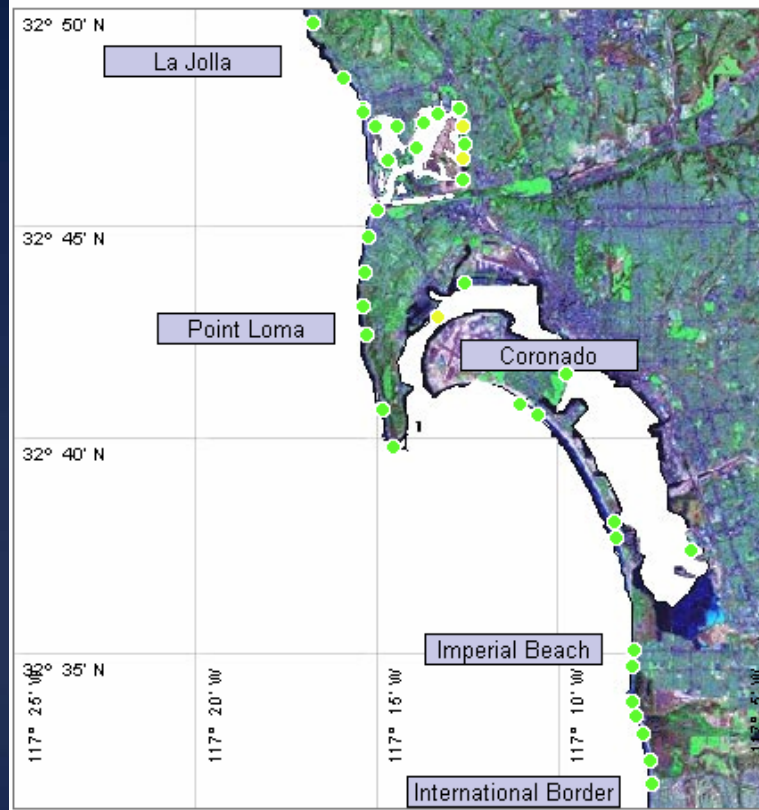 32° 50' N
La Jolla
32° 45' N
Point Loma
Coronado
1
32° 40' N
Imperial Beach
32° 35' N
117° 25' W
117° 20' W
117° 15' W
117° 10' W
International Border